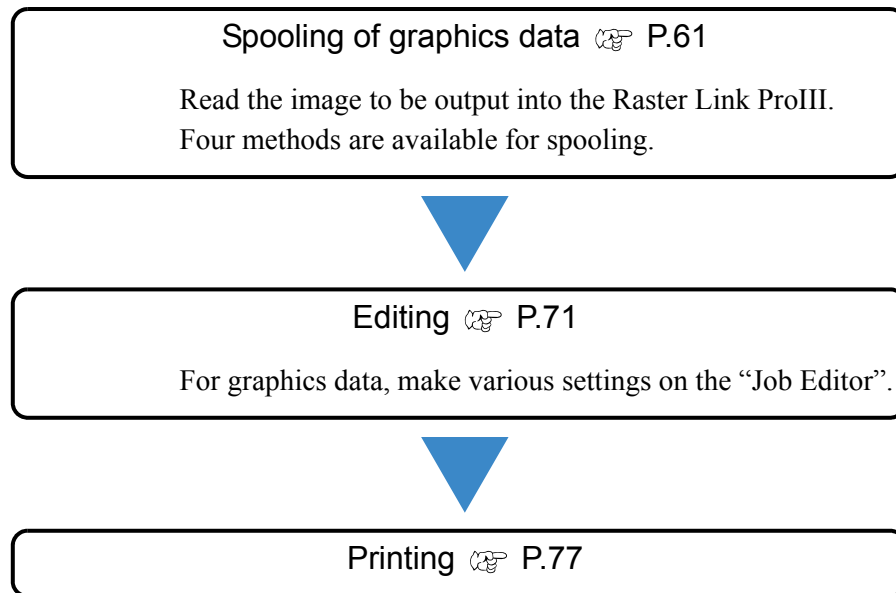 Spooling of graphics data ☞ P.61
Read the image to be output into the Raster Link ProIII.
Four methods are available for spooling.
Editing ☞ P.71
For graphics data, make various settings on the “Job Editor”.
Printing ☞ P.77